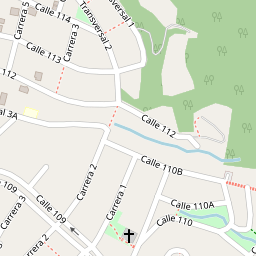 Calle 114
Carrera 5
Carrera 3
Transversal 1
Transversal 2
Calle 113
112
Calle 112
al 3A
Calle 110B
Carrera 2
Carrera 1
109
Carrera 3
Calle 109
Calle 110A
Calle 110